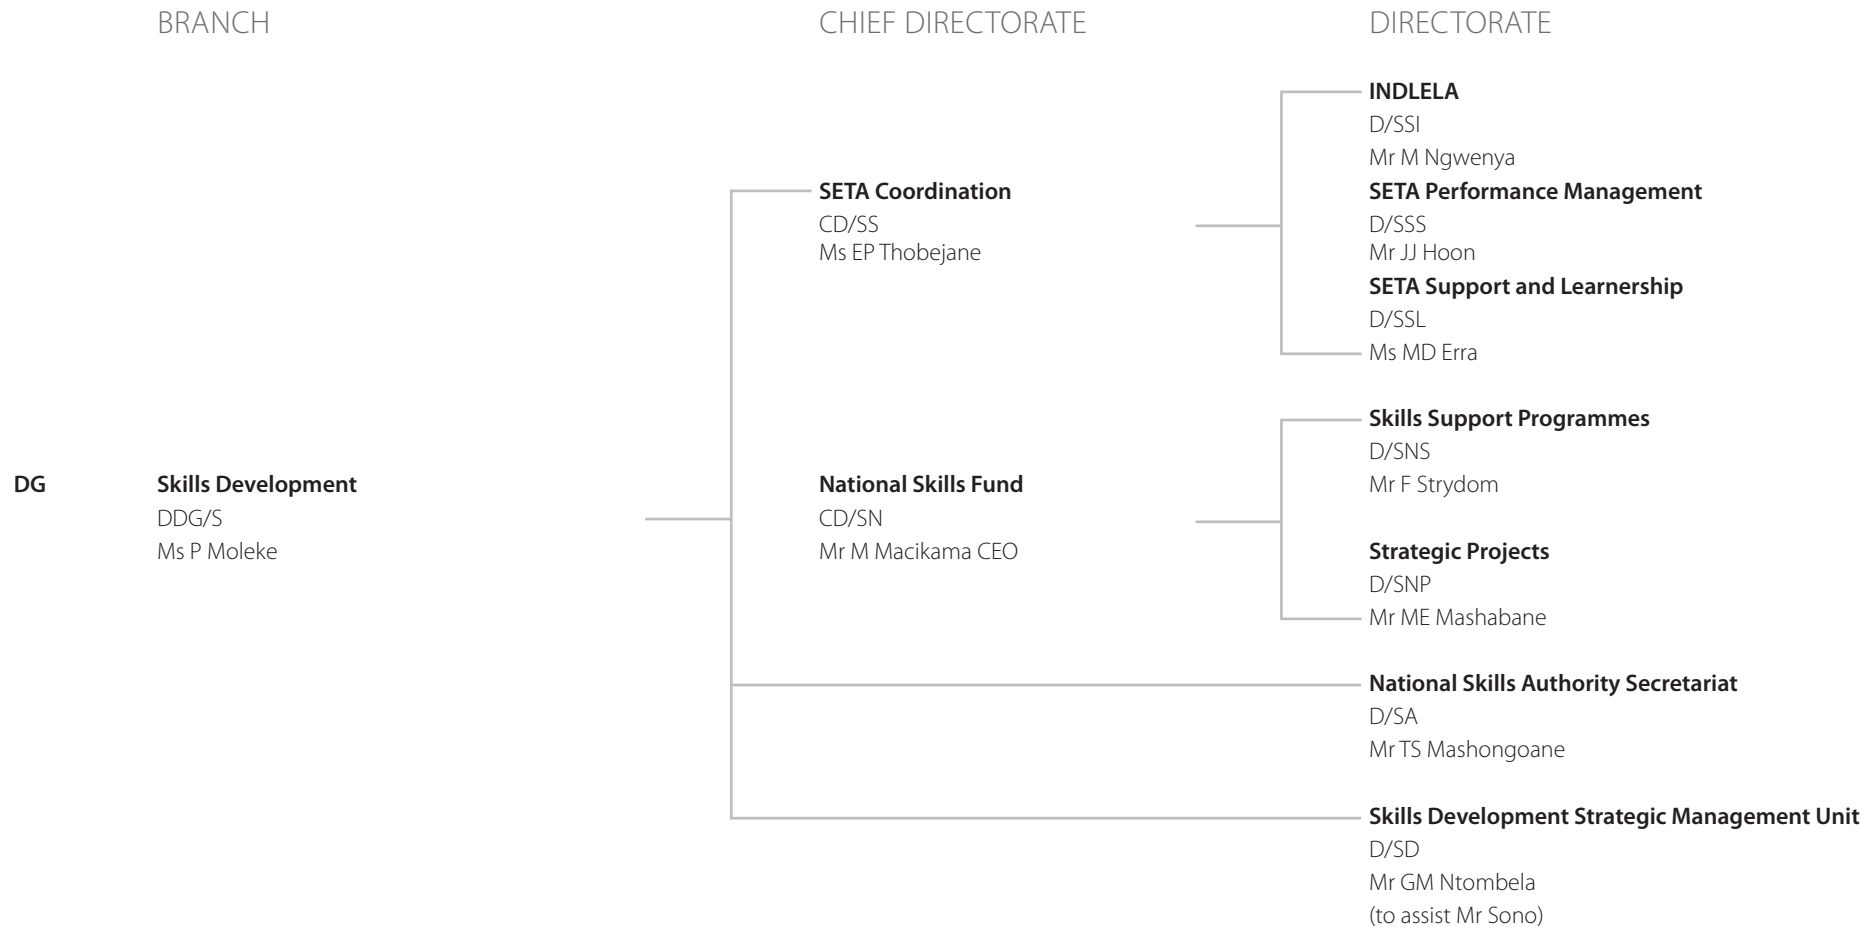 BRANCH
CHIEF DIRECTORATE
DIRECTORATE
DG
Skills Development
DDG/S
Ms P Moleke
SETA Coordination
CD/SS
Ms EP Thobejane
INDLELA
D/SSI
Mr M Ngwenya
SETA Performance Management
D/SSS
Mr JJ Hoon
SETA Support and Learnership
D/SSL
Ms MD Erra
National Skills Fund
CD/SN
Mr M Macikama CEO
Skills Support Programmes
D/SNS
Mr F Strydom
Strategic Projects
D/SNP
Mr ME Mashabane
National Skills Authority Secretariat
D/SA
Mr TS Mashongoane
Skills Development Strategic Management Unit
D/SD
Mr GM Ntombela
(to assist Mr Sono)